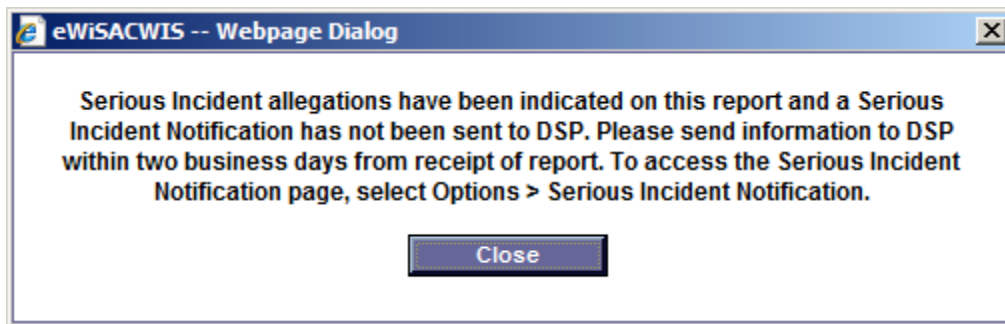 eWiSACWIS -- Webpage Dialog
Serious Incident allegations have been indicated on this report and a Serious
Incident Notification has not been sent to DSP. Please send information to DSP
within two business days from receipt of report. To access the Serious Incident
Notification page, select Options > Serious Incident Notification.
Close